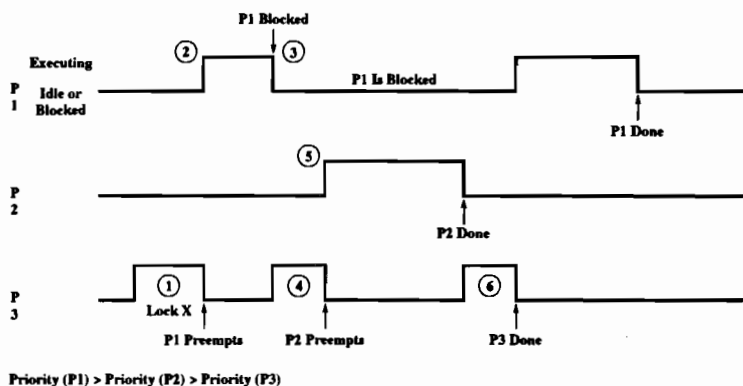 P1 Blocked
2
3
Executing
P1 Is Blocked
P
1
Idle or
Blocked
P1 Done
5
P
2
P2 Done
1
4
6
P
3
Lock X
P1 Preempts
P2 Preempts
P3 Done
Priority (P1) > Priority (P2) > Priority (P3)